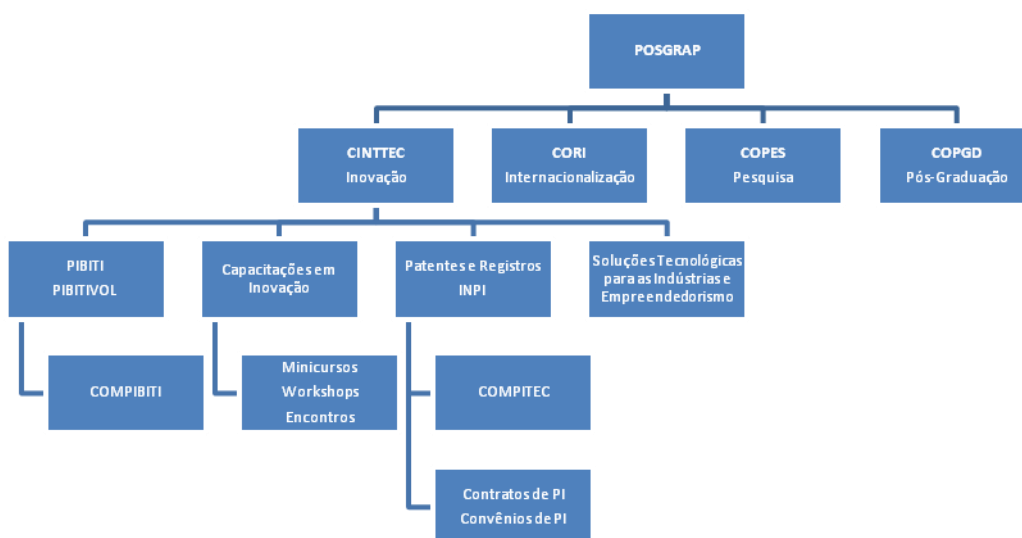 POSGRAP
CINTTEC
Inovação
CORI
Internacionalização
COPES
Pesquisa
COPGD
Pós-Graduação
PIBITI
PIBITIVOL
Capacitações em
Inovação
Patentes e Registros
INPI
Soluções Tecnológicas
para as Indústrias e
Empreendedorismo
COMPIBITI
Minicursos
Workshops
Encontros
COMPITEC
Contratos de PI
Convênios de PI